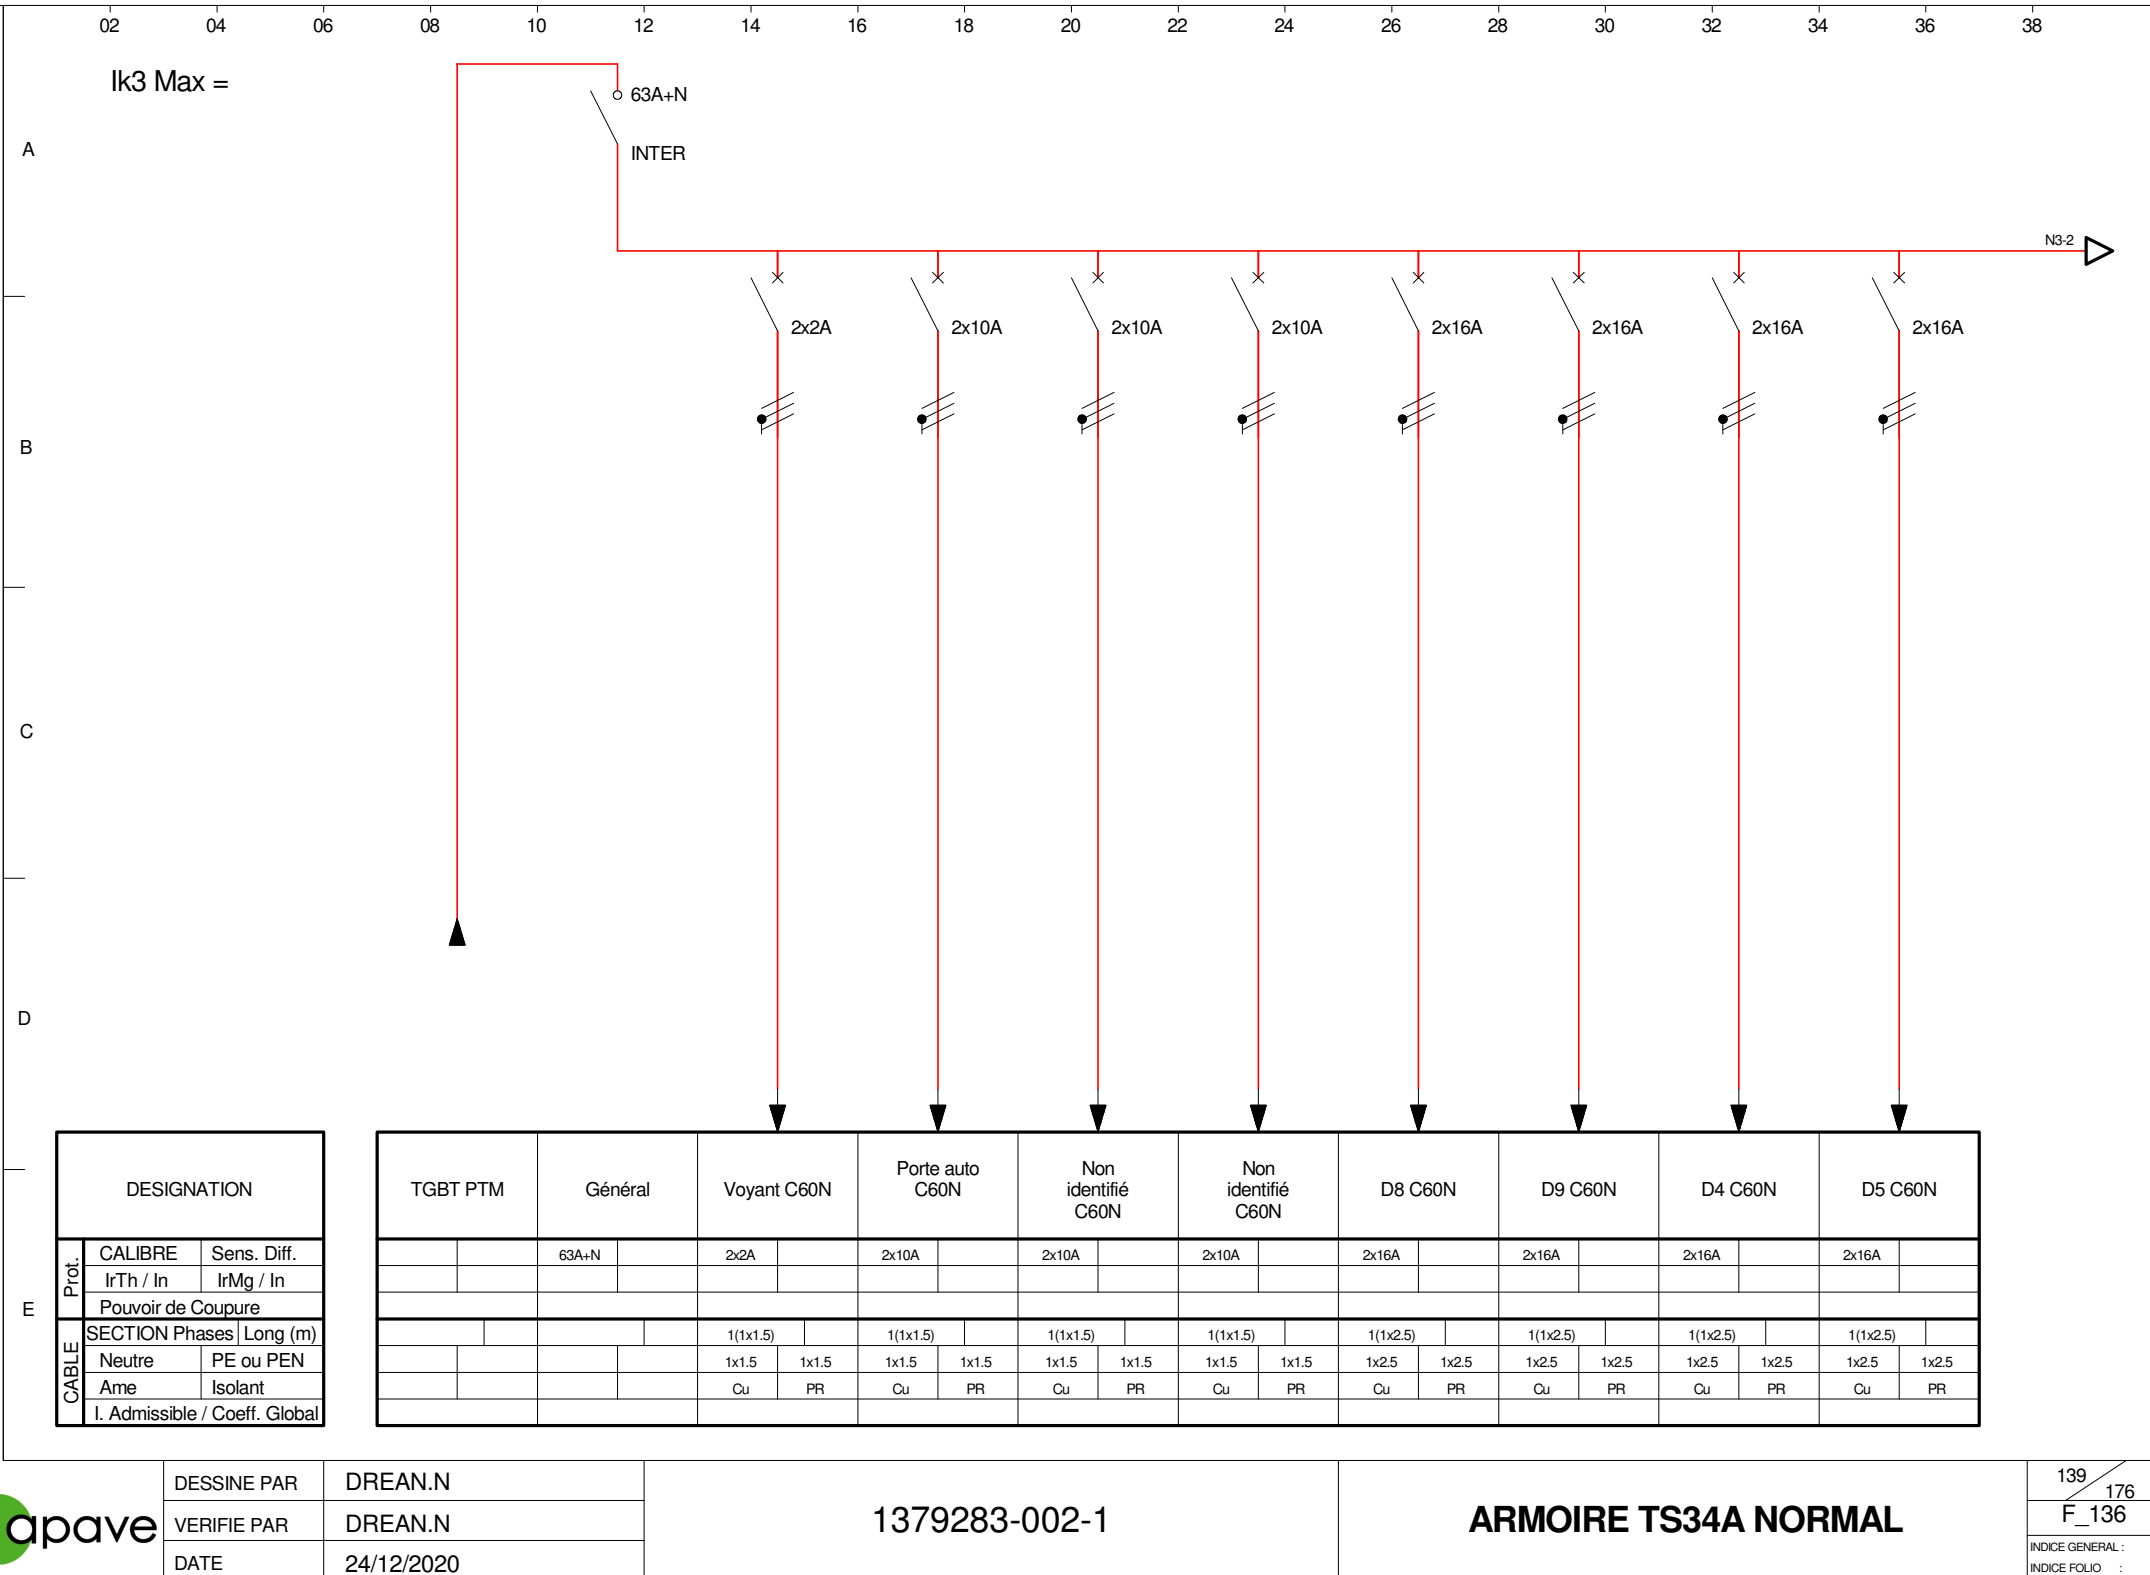 02 04 06 08 10 12 14 16 18 20 22 24 26 28 30 32 34 36 38
Ik3 Max =
63A+N
A
INTER
N3-2
2x2A 2x10A 2x10A 2x10A 2x16A 2x16A 2x16A 2x16A
B
C
D
E
DESIGNATION TGBT PTM Général Voyant C60N Porte auto C60N Non identifié C60N Non identifié C60N D8 C60N D9 C60N D4 C60N D5 C60N
Prot.
CALIBRE Sens. Diff. 63A+N 2x2A 2x10A 2x10A 2x10A 2x16A 2x16A 2x16A 2x16A
IrTh / In IrMg / In
Pouvoir de Coupure
CABLE
SECTION Phases Long (m) 1(1x1.5) 1(1x1.5) 1(1x1.5) 1(1x1.5) 1(1x2.5) 1(1x2.5) 1(1x2.5) 1(1x2.5)
Neutre PE ou PEN 1x1.5 1x1.5 1x1.5 1x1.5 1x1.5 1x1.5 1x1.5 1x1.5 1x2.5 1x2.5 1x2.5 1x2.5 1x2.5 1x2.5 1x2.5 1x2.5
Ame Isolant Cu PR Cu PR Cu PR Cu PR Cu PR Cu PR Cu PR Cu PR
I. Admissible / Coeff. Global
apave
DESSINE PAR DREAN.N
VERIFIE PAR DREAN.N
DATE 24/12/2020
1379283-002-1
ARMOIRE TS34A NORMAL
139 / 176
F_136
INDICE GENERAL :
INDICE FOLIO :